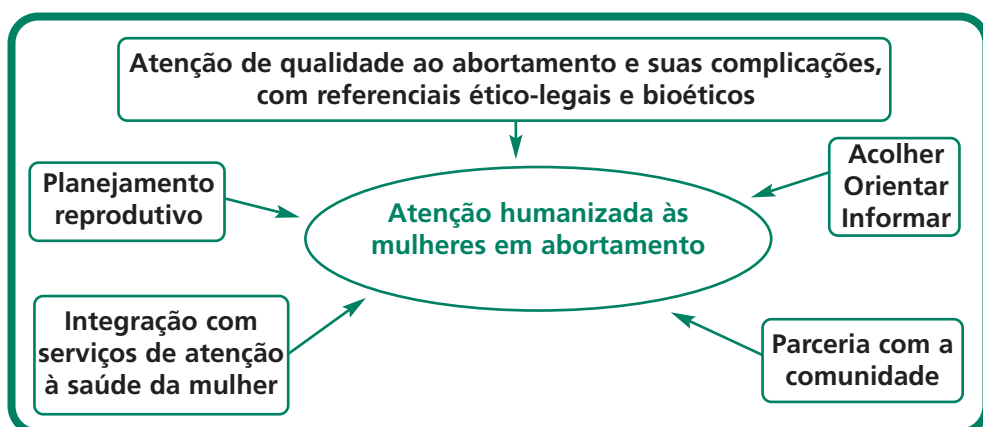 Atenção de qualidade ao abortamento e suas complicações,
com referenciais ético-legais e bioéticos
Planejamento
reprodutivo
Acolher
Orientar
Informar
Atenção humanizada às
mulheres em abortamento
Integração com
serviços de atenção
à saúde da mulher
Parceria com a
comunidade